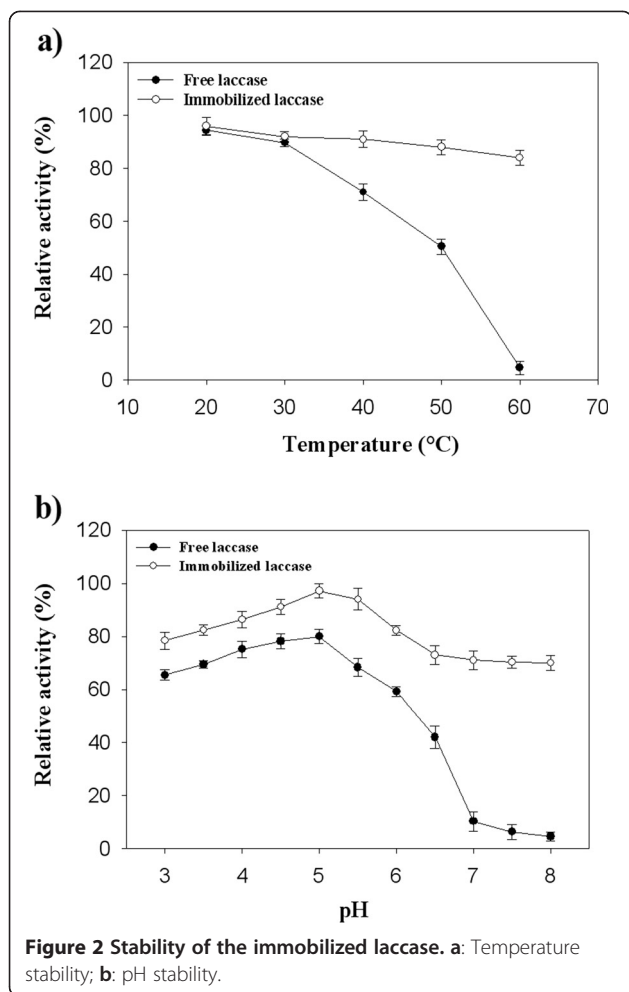 a)
120
100
80
60
40
20
0
Relative activity (%)
Free laccase
Immobilized laccase
10 20 30 40 50 60 70
Temperature (°C)
b)
120
100
80
60
40
20
0
Relative activity (%)
Free laccase
Immobilized laccase
3 4 5 6 7 8
pH
Figure 2 Stability of the immobilized laccase. a: Temperature
stability; b: pH stability.